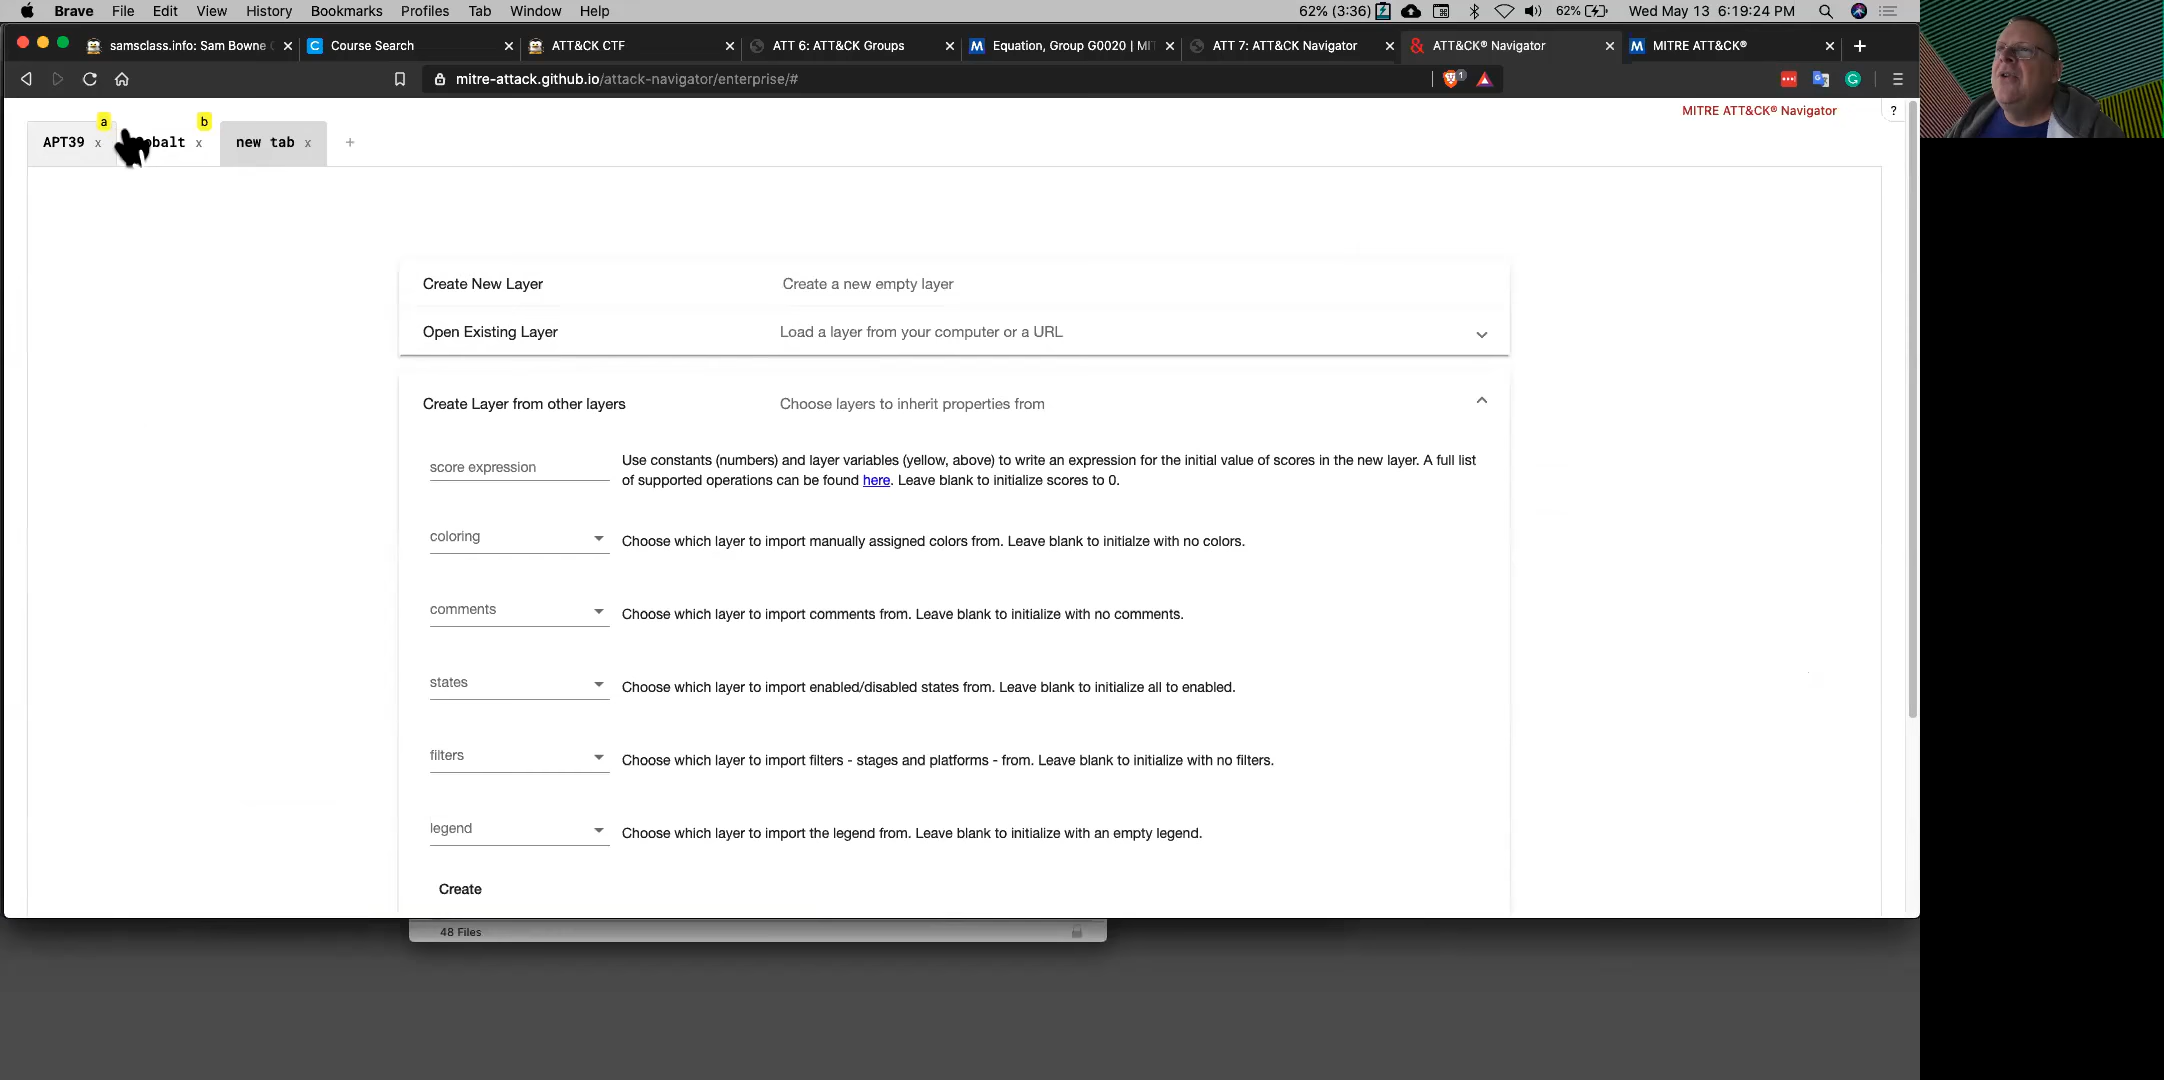 Brave File Edit View History Bookmarks Profiles Tab Window Help 62% (3:36) 62% Wed May 13 6:19:24 PM
samsclass.info: Sam Bowne Course Search ATT&CK CTF ATT 6: ATT&CK Groups Equation, Group G0020 | MIT ATT 7: ATT&CK Navigator ATT&CK® Navigator MITRE ATT&CK®
mitre-attack.github.io/attack-navigator/enterprise/# 1
MITRE ATT&CK® Navigator ?
a b
APT39 x obalt x new tab x +
Create New Layer Create a new empty layer
Open Existing Layer Load a layer from your computer or a URL
Create Layer from other layers Choose layers to inherit properties from
score expression Use constants (numbers) and layer variables (yellow, above) to write an expression for the initial value of scores in the new layer. A full list
of supported operations can be found here. Leave blank to initialize scores to 0.
coloring Choose which layer to import manually assigned colors from. Leave blank to initialze with no colors.
comments Choose which layer to import comments from. Leave blank to initialize with no comments.
states Choose which layer to import enabled/disabled states from. Leave blank to initialize all to enabled.
filters Choose which layer to import filters - stages and platforms - from. Leave blank to initialize with no filters.
legend Choose which layer to import the legend from. Leave blank to initialize with an empty legend.
Create
48 Files